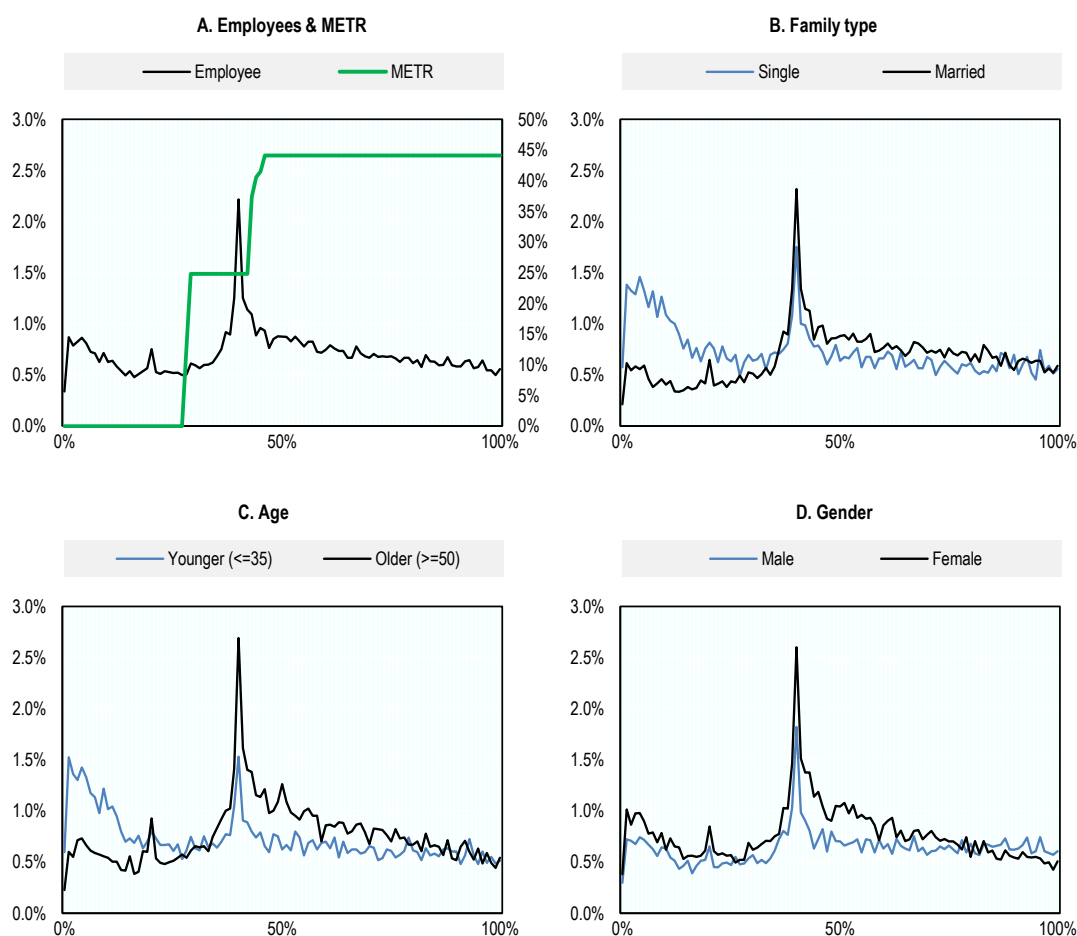 A. Employees & METR
Employee METR
3.0% 50%
45%
2.5%
40%
2.0% 35%
30%
1.5% 25%
20%
1.0%
15%
0.5% 10%
5%
0.0% 0%
0% 50% 100%
B. Family type
Single Married
3.0%
2.5%
2.0%
1.5%
1.0%
0.5%
0.0%
0% 50% 100%
C. Age
Younger (<=35) Older (>=50)
3.0%
2.5%
2.0%
1.5%
1.0%
0.5%
0.0%
0% 50% 100%
D. Gender
Male Female
3.0%
2.5%
2.0%
1.5%
1.0%
0.5%
0.0%
0% 50% 100%